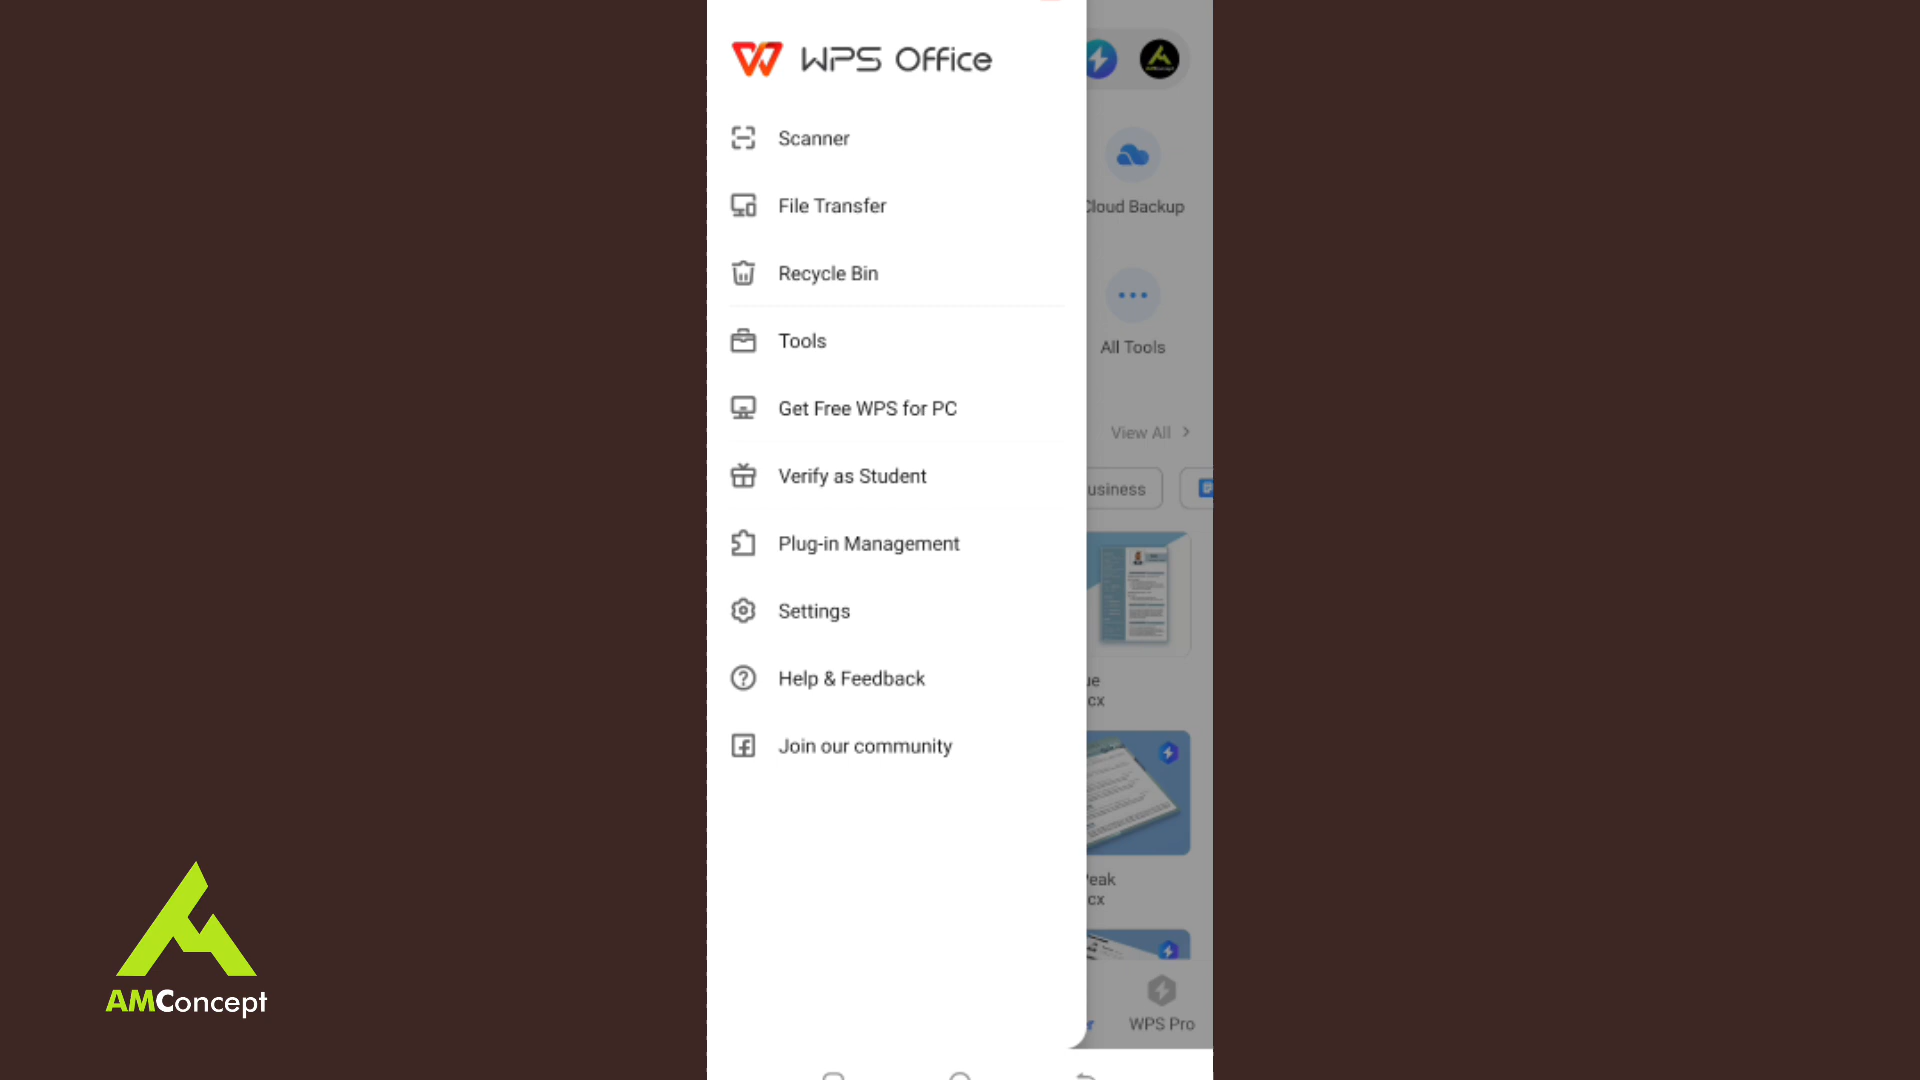 WPS Office
Scanner
File Transfer
Recycle Bin
Tools
Get Free WPS for PC
Verify as Student
Plug-in Management
Settings
Help & Feedback
Join our community
Cloud Backup
All Tools
View All
usiness
ue
cx
Peak
cx
WPS Pro
AMConcept